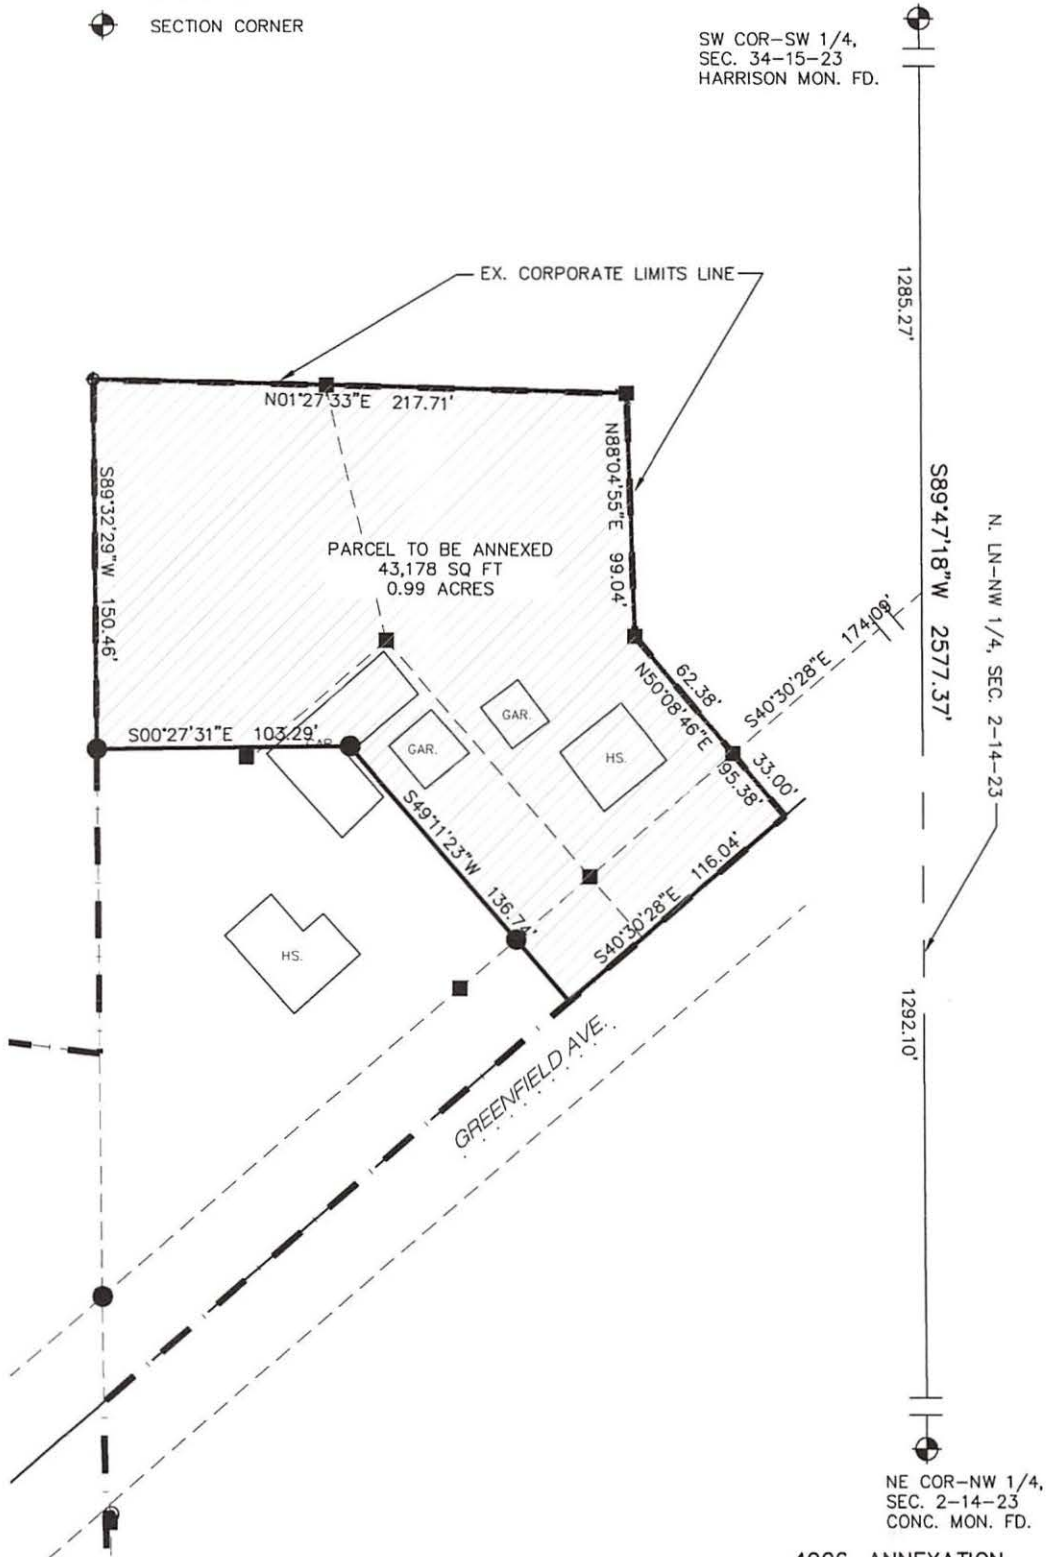 SECTION CORNER
SW COR-SW 1/4,
SEC. 34-15-23
HARRISON MON. FD.
EX. CORPORATE LIMITS LINE
1285.27'
N01°27'33"E 217.71'
N88°04'55"E 99.04'
S89°32'29"W 150.46'
S89°47'18"W 2577.37'
N. LN-NW 1/4, SEC. 2-14-23
PARCEL TO BE ANNEXED
43,178 SQ FT
0.99 ACRES
S40°30'28"E 174.09'
62.38'
N50°08'46"E 95.38'
33.00'
S00°27'31"E 103.29'
GAR.
GAR.
HS.
S49°11'23"W 136.74'
S40°30'28"E 116.04'
HS.
1292.10'
GREENFIELD AVE.
NE COR-NW 1/4,
SEC. 2-14-23
CONC. MON. FD.